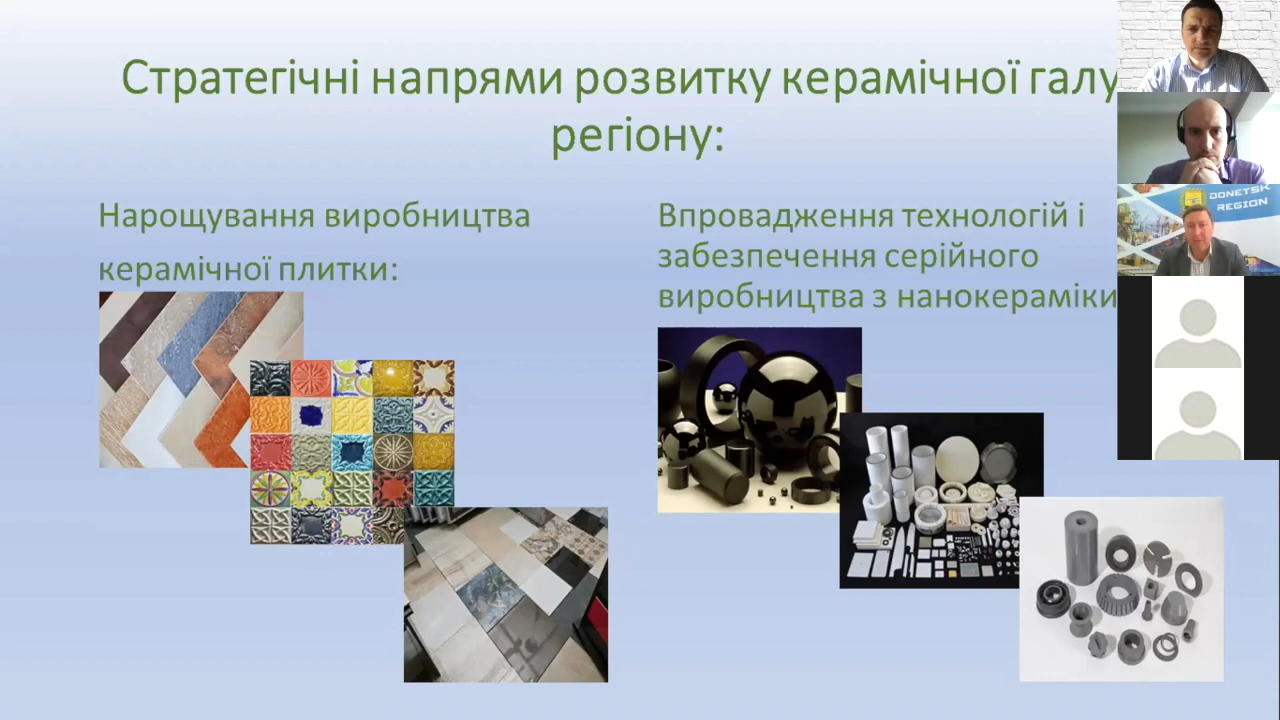 Стратегічні напрями розвитку керамічної галу
регіону:
Нарощування виробництва
керамічної плитки:
Впровадження технологій і
забезпечення серійного
виробництва з нанокераміки
DONETSK
REGION